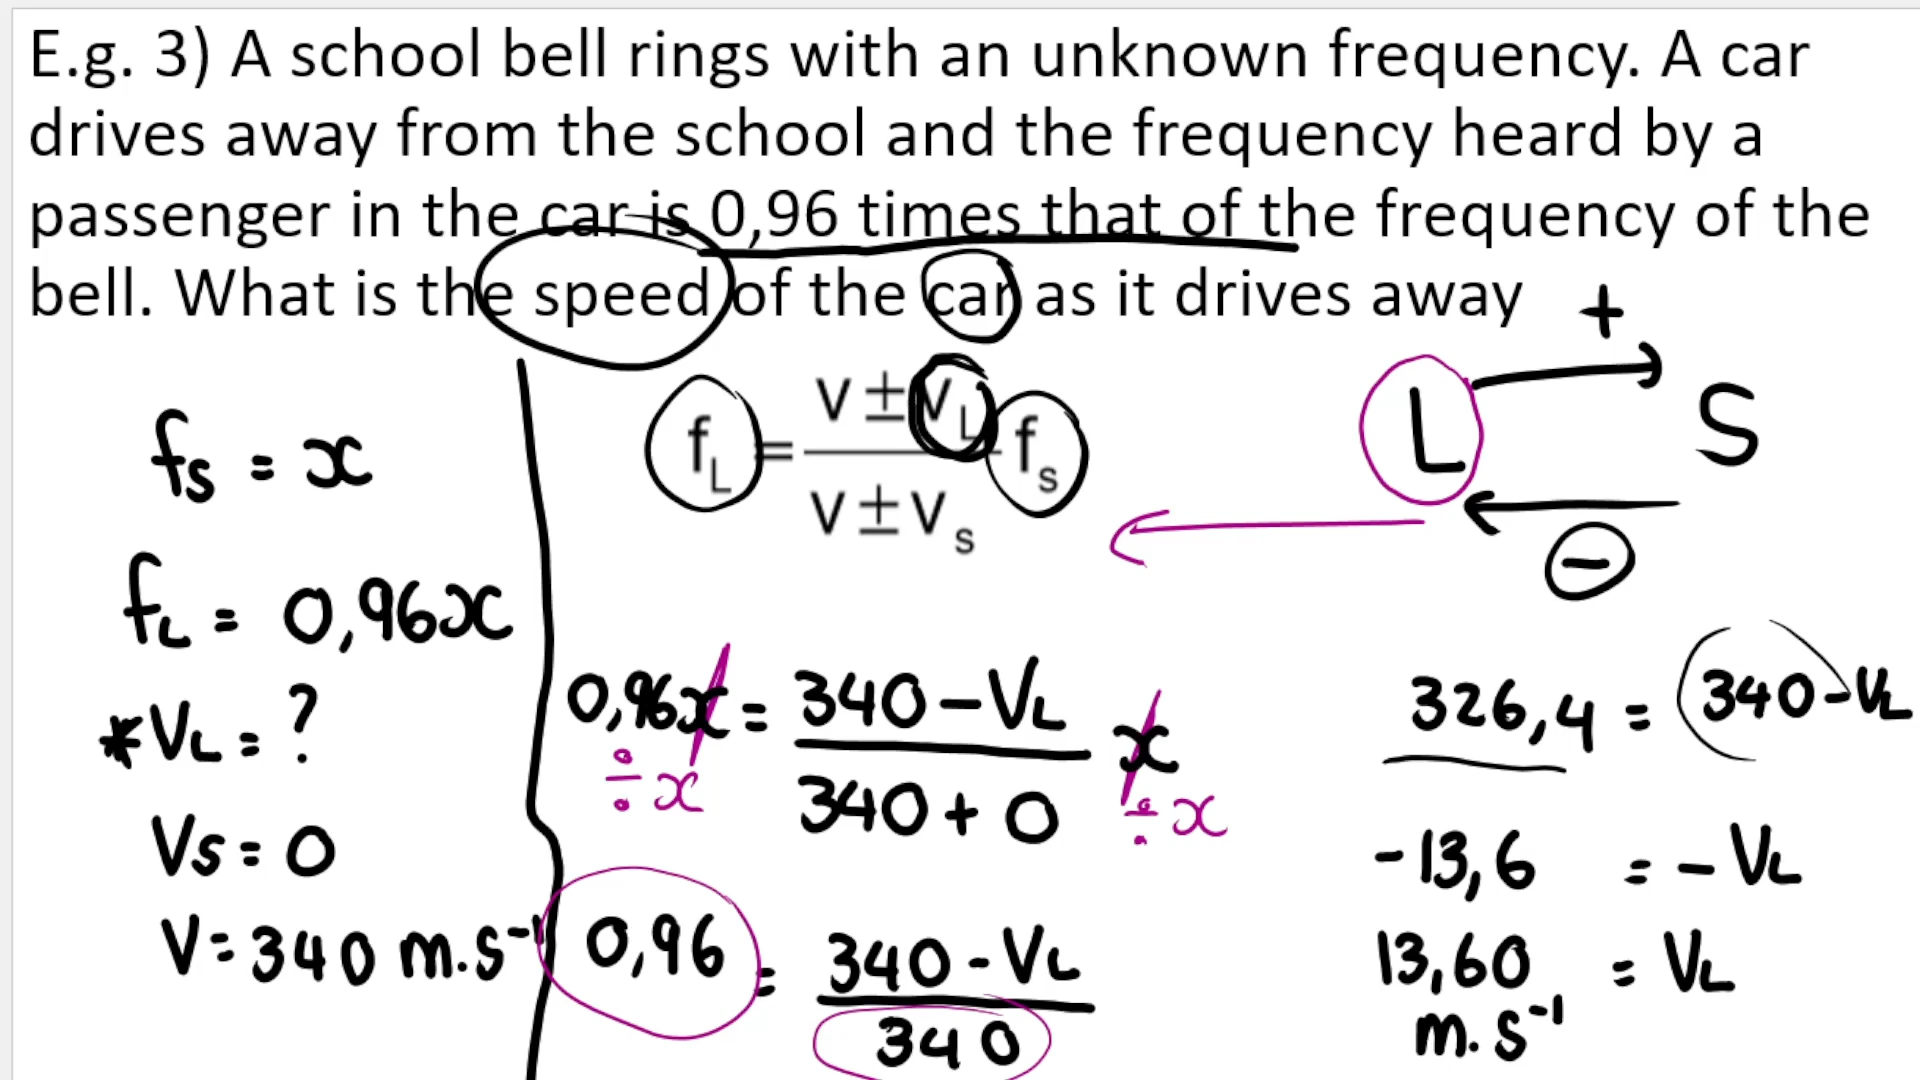 E.g. 3) A school bell rings with an unknown frequency. A car
drives away from the school and the frequency heard by a
passenger in the car is 0,96 times that of the frequency of the
bell. What is the speed of the car as it drives away
+
fL = v ± vL / v ± vs fs
L S
−
fs = x
fL = 0,96x
*VL = ?
Vs = 0
V = 340 m.s⁻¹
0,96x = 340 − VL / 340 + 0 x
÷ x ÷ x
0,96 = 340 - VL / 340
326,4 = 340 - VL
-13,6 = - VL
13,60 = VL
m.s⁻¹